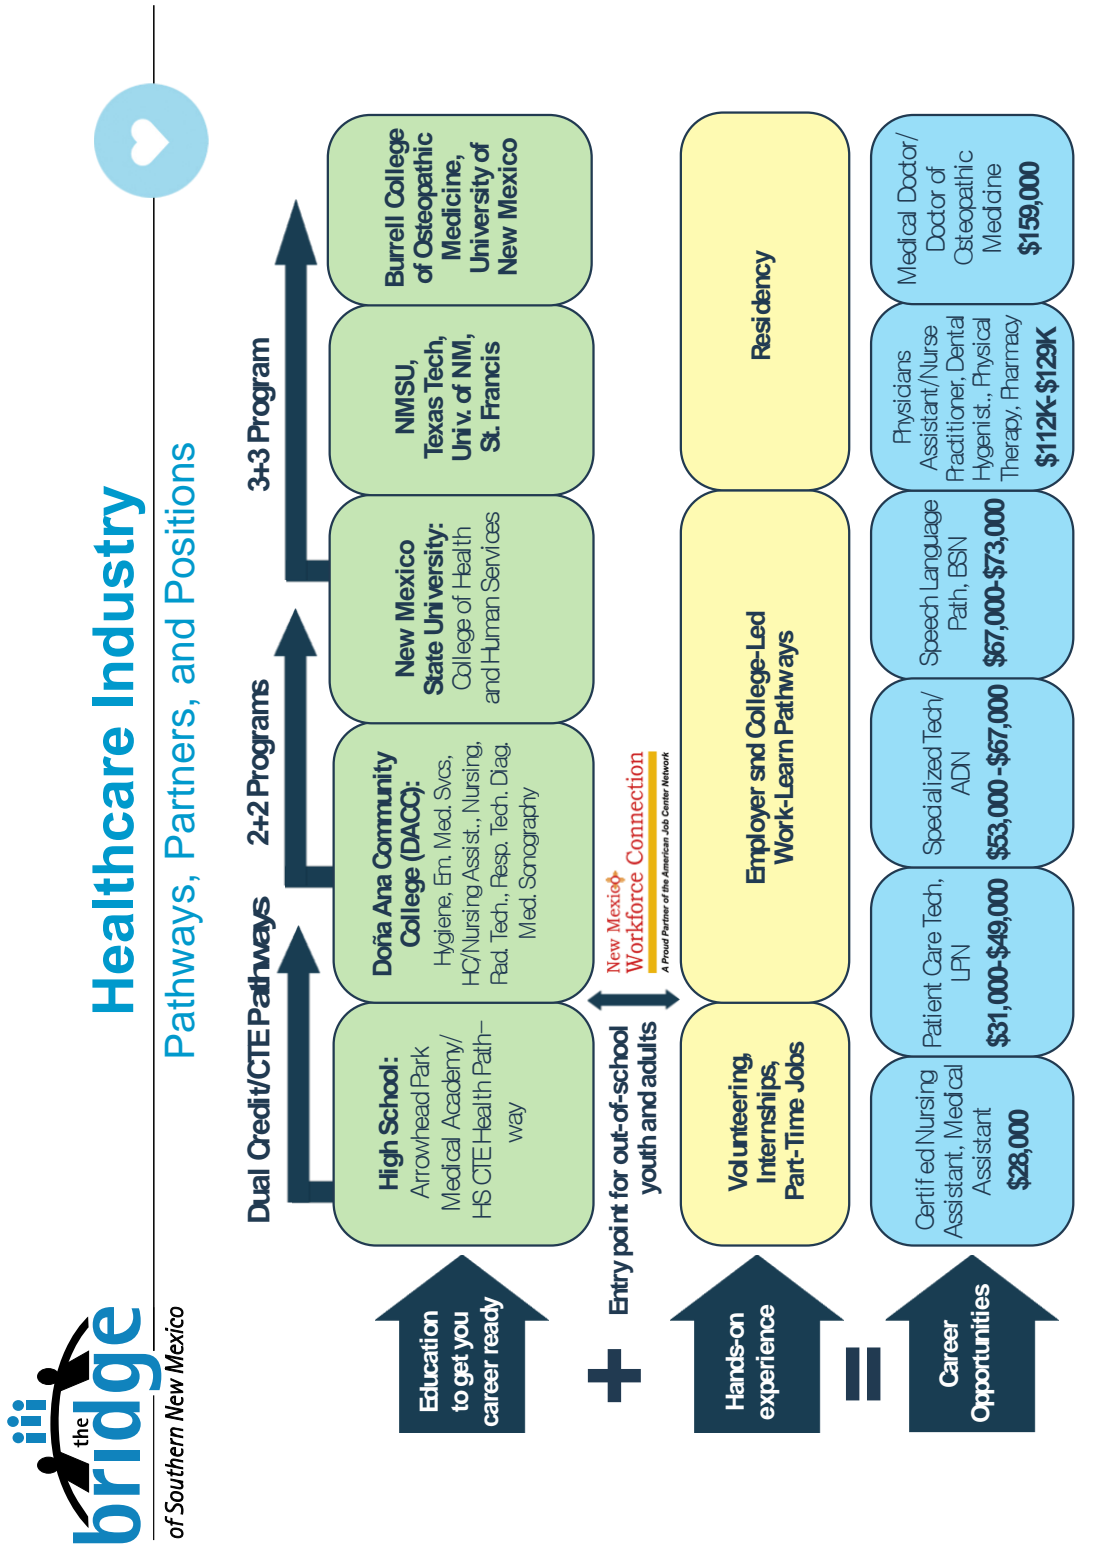 the
bridge
of Southern New Mexico
Healthcare Industry
Pathways, Partners, and Positions
Dual Credit/CTE Pathways
2+2 Programs
3+3 Program
Education
to get you
career ready
High School:
Arrowhead Park
Medical Academy/
HS CTE Health Path–
way
Doña Ana Community
College (DACC):
Hygiene, Em. Med. Svcs,
HC/Nursing Assist., Nursing,
Rad. Tech., Resp. Tech. Diag.
Med. Sonography
New Mexico
State University:
College of Health
and Human Services
NMSU,
Texas Tech,
Univ. of NM,
St. Francis
Burrell College
of Osteopathic
Medicine,
University of
New Mexico
+
Entry point for out-of-school
youth and adults
New Mexico
Workforce Connection
A Proud Partner of the American Job Center Network
Hands-on
experience
Volunteering,
Internships,
Part-Time Jobs
Employer snd College-Led
Work-Learn Pathways
Residency
=
Career
Opportunities
Certified Nursing
Assistant, Medical
Assistant
$28,000
Patient Care Tech,
LPN
$31,000-$49,000
Specialized Tech/
ADN
$53,000 -$67,000
Speech Language
Path, BSN
$67,000-$73,000
Physicians
Assistant/Nurse
Practitioner, Dental
Hygenist., Physical
Therapy, Pharmacy
$112K-$129K
Medical Doctor/
Doctor of
Osteopathic
Medicine
$159,000